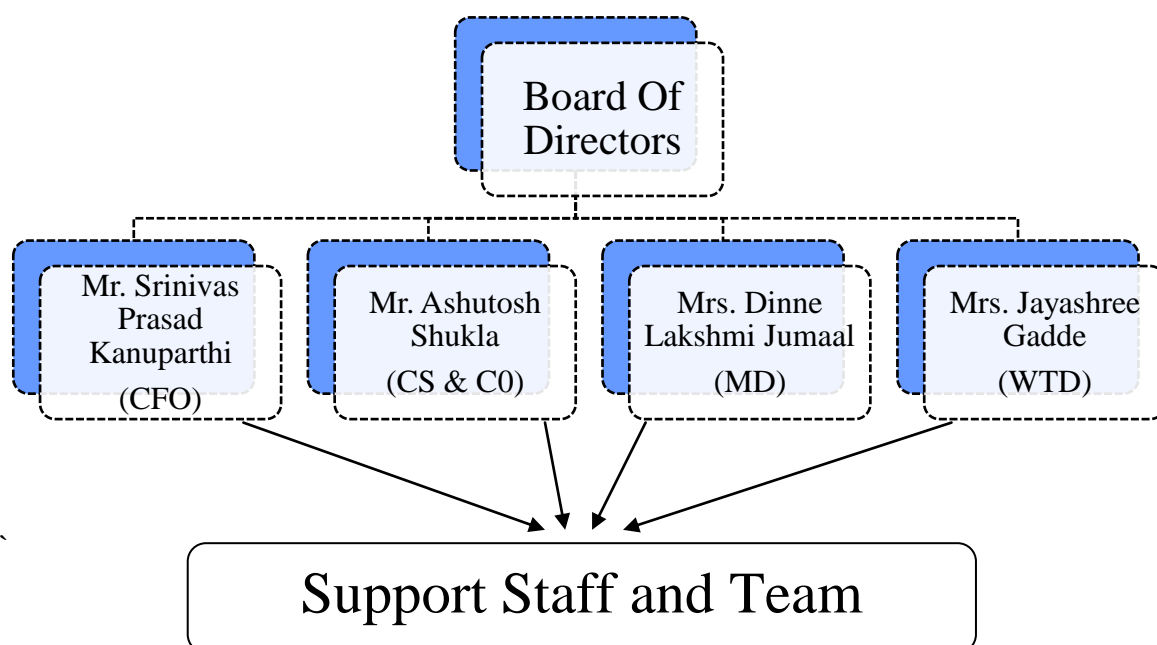 Board Of
Directors
Mr. Srinivas
Prasad
Kanuparthi
(CFO)
Mr. Ashutosh
Shukla
(CS & C0)
Mrs. Dinne
Lakshmi Jumaal
(MD)
Mrs. Jayashree
Gadde
(WTD)
`
Support Staff and Team